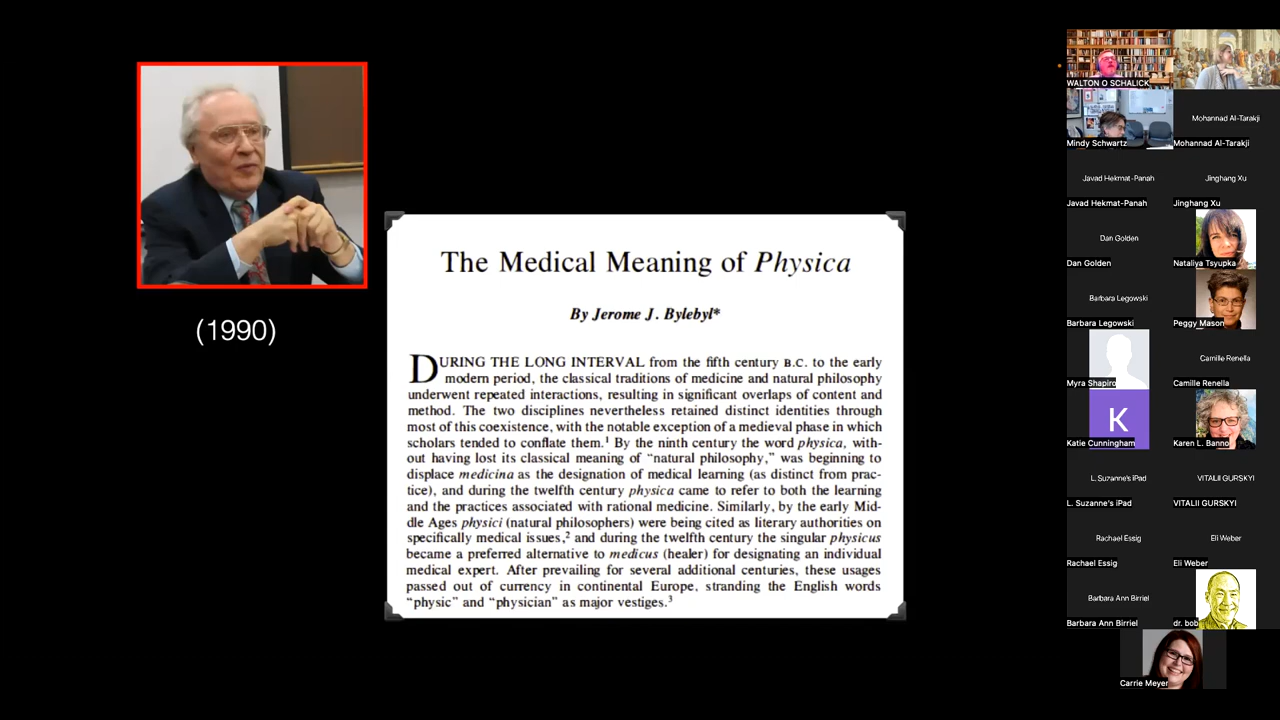 (1990)
The Medical Meaning of Physica
By Jerome J. Bylebyl*
DURING THE LONG INTERVAL from the fifth century B.C. to the early
modern period, the classical traditions of medicine and natural philosophy
underwent repeated interactions, resulting in significant overlaps of content and
method. The two disciplines nevertheless retained distinct identities through
most of this coexistence, with the notable exception of a medieval phase in which
scholars tended to conflate them.1 By the ninth century the word physica, with-
out having lost its classical meaning of “natural philosophy,” was beginning to
displace medicina as the designation of medical learning (as distinct from prac-
tice), and during the twelfth century physica came to refer to both the learning
and the practices associated with rational medicine. Similarly, by the early Mid-
dle Ages physici (natural philosophers) were being cited as literary authorities on
specifically medical issues,2 and during the twelfth century the singular physicus
became a preferred alternative to medicus (healer) for designating an individual
medical expert. After prevailing for several additional centuries, these usages
passed out of currency in continental Europe, stranding the English words
“physic” and “physician” as major vestiges.3
WALTON O SCHALICK
Mohannad Al-Tarakji
Mindy Schwartz
Mohannad Al-Tarakji
Javad Hekmat-Panah
Jinghang Xu
Javad Hekmat-Panah
Jinghang Xu
Dan Golden
Dan Golden
Nataliya Tsyupka
Barbara Legowski
Barbara Legowski
Peggy Mason
Camille Renella
Myra Shapiro
Camille Renella
K
Katie Cunningham
Karen L. Banno
L. Suzanne's iPad
VITALII GURSKYI
L. Suzanne's iPad
VITALII GURSKYI
Rachael Essig
Eli Weber
Rachael Essig
Eli Weber
Barbara Ann Birriel
Barbara Ann Birriel
dr. bob
Carrie Meyer